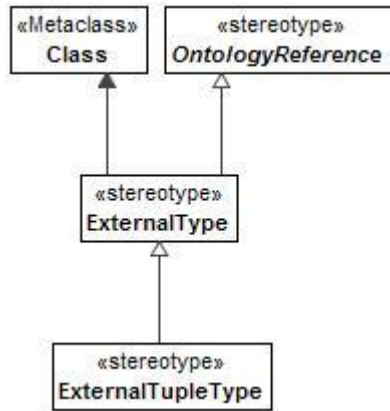 «Metaclass»
Class
«stereotype»
OntologyReference
«stereotype»
ExternalType
«stereotype»
ExternalTupleType